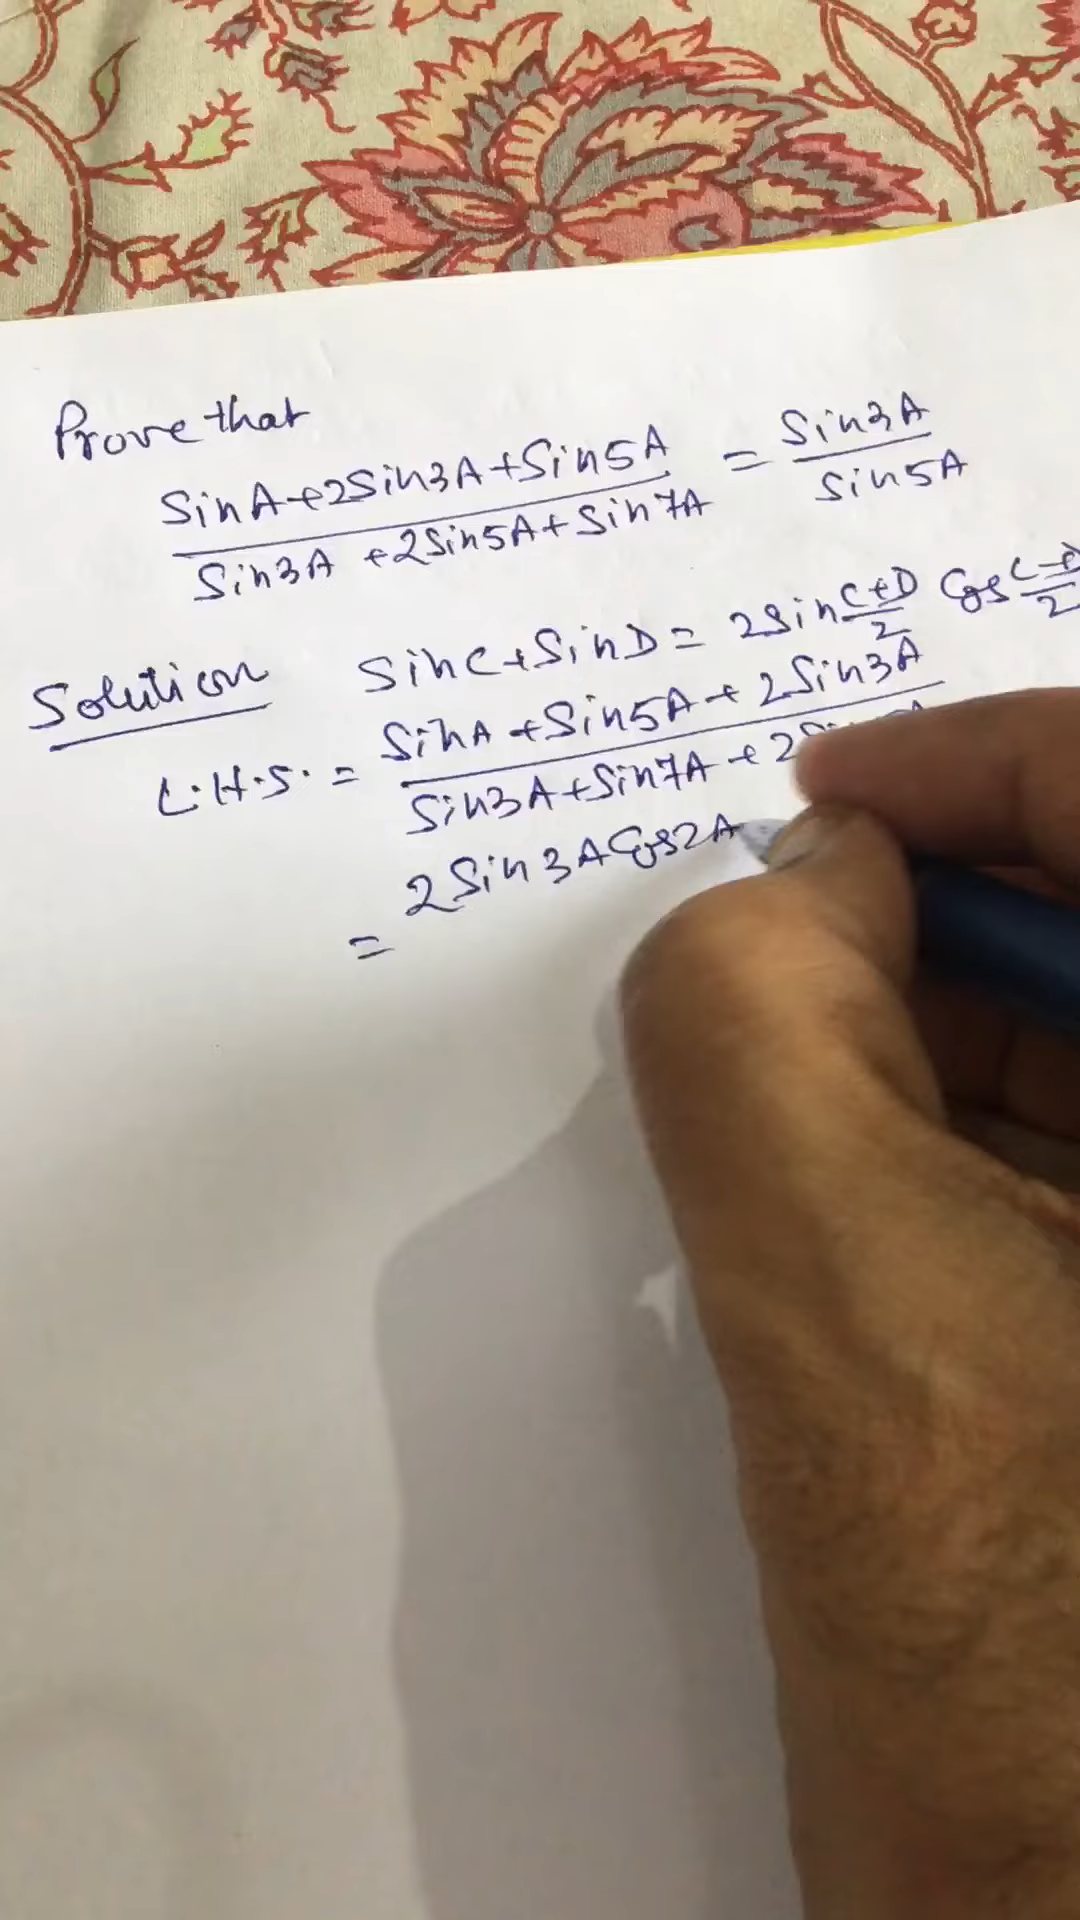 Prove that
SinA+2Sin3A+Sin5A / Sin3A+2Sin5A+Sin7A = Sin3A / Sin5A
Solution SinC+SinD = 2Sin C+D/2 Cos C-D/2
L.H.S. = SinA+Sin5A+2Sin3A / Sin3A+Sin7A+2
= 2Sin3ACos2A